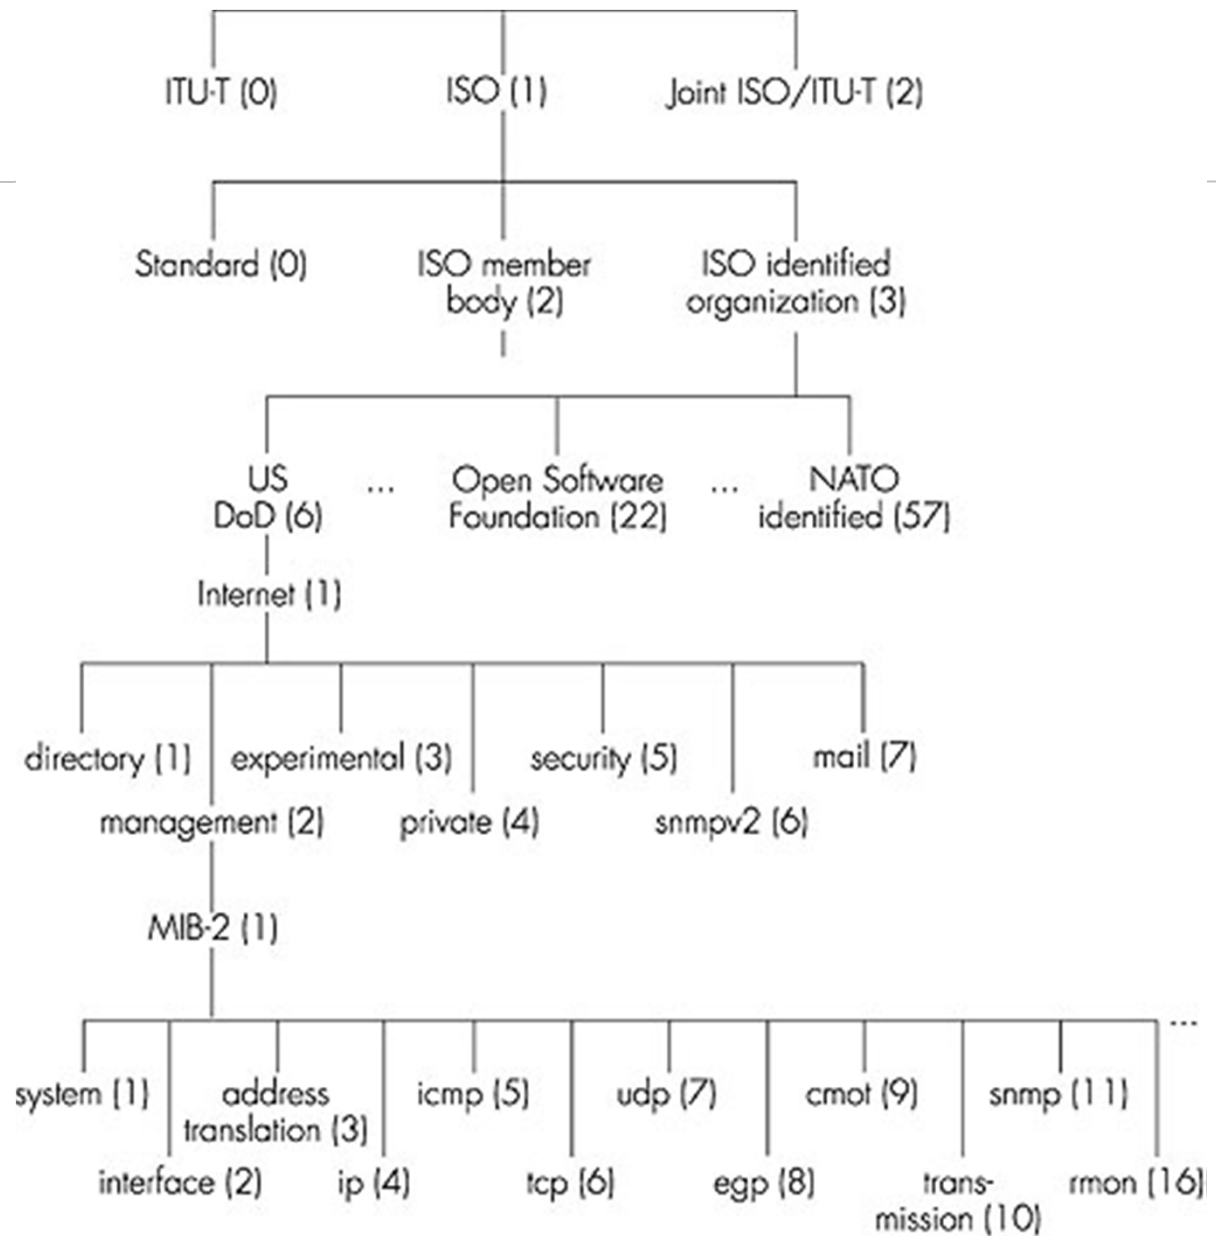 ITU-T (0) ISO (1) Joint ISO/ITU-T (2)
Standard (0) ISO member ISO identified
body (2) organization (3)
US ... Open Software ... NATO
DoD (6) Foundation (22) identified (57)
Internet (1)
directory (1) experimental (3) security (5) mail (7)
management (2) private (4) snmpv2 (6)
MIB-2 (1)
...
system (1) address icmp (5) udp (7) cmot (9) snmp (11)
translation (3)
interface (2) ip (4) tcp (6) egp (8) trans- rmon (16)
mission (10)